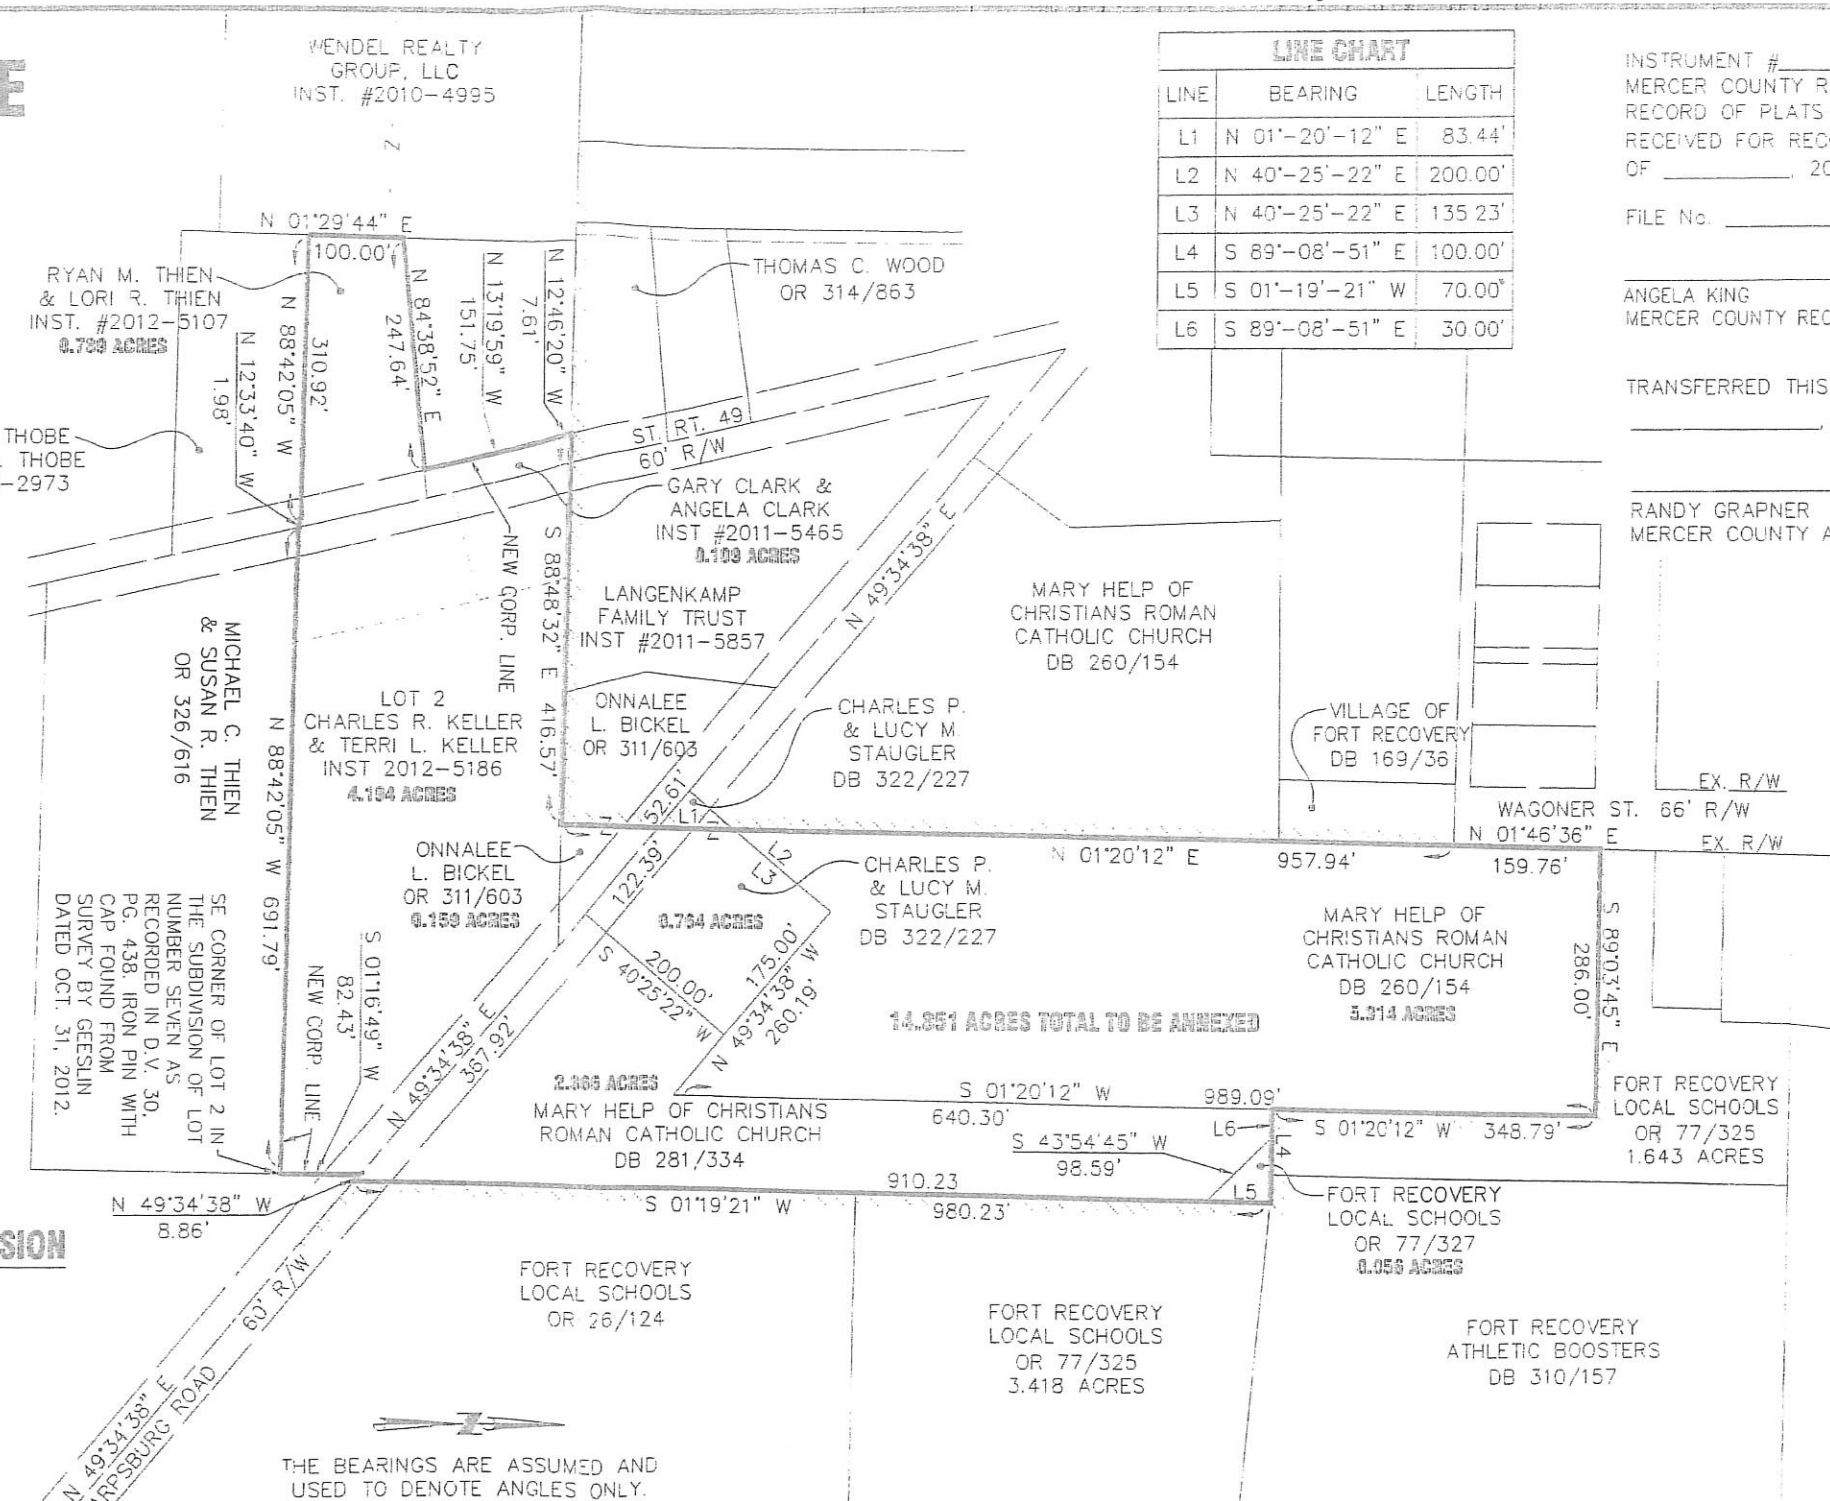 E
WENDEL REALTY
GROUP, LLC
INST. #2010-4995
LINE CHART
LINE BEARING LENGTH
L1 N 01°-20'-12" E 83.44'
L2 N 40°-25'-22" E 200.00'
L3 N 40°-25'-22" E 135.23'
L4 S 89°-08'-51" E 100.00'
L5 S 01°-19'-21" W 70.00'
L6 S 89°-08'-51" E 30.00'
INSTRUMENT #
MERCER COUNTY R
RECORD OF PLATS
RECEIVED FOR RECO
OF , 20
FILE No.
ANGELA KING
MERCER COUNTY REC
TRANSFERRED THIS
RANDY GRAPNER
MERCER COUNTY A
N 01°29'44" E
100.00'
RYAN M. THIEN
& LORI R. THIEN
INST. #2012-5107
0.789 ACRES
N 12°33'40" W
1.98'
N 88°42'05" W
310.92'
N 84°38'52" E
247.64'
N 13°19'59" W
151.75'
N 12°46'20" W
7.61'
THOMAS C. WOOD
OR 314/863
THOBE
THOBE
-2973
ST. RT. 49
60' R/W
GARY CLARK &
ANGELA CLARK
INST #2011-5465
0.109 ACRES
NEW CORP. LINE
S 88°48'32" E 416.57'
LANGENKAMP
FAMILY TRUST
INST #2011-5857
N 49°34'38" E
MARY HELP OF
CHRISTIANS ROMAN
CATHOLIC CHURCH
DB 260/154
MICHAEL C. THIEN
& SUSAN R. THIEN
OR 326/616
LOT 2
CHARLES R. KELLER
& TERRI L. KELLER
INST 2012-5186
4.194 ACRES
N 88°42'05" W 691.79'
ONNALEE
L. BICKEL
OR 311/603
CHARLES P.
& LUCY M.
STAUGLER
DB 322/227
VILLAGE OF
FORT RECOVERY
DB 169/36
EX. R/W
WAGONER ST. 66' R/W
EX. R/W
N 01°46'36" E
159.76'
52.61'
L1
L2
L3
122.39'
N 01°20'12" E 957.94'
ONNALEE
L. BICKEL
OR 311/603
0.159 ACRES
0.764 ACRES
CHARLES P.
& LUCY M.
STAUGLER
DB 322/227
MARY HELP OF
CHRISTIANS ROMAN
CATHOLIC CHURCH
DB 260/154
5.314 ACRES
S 89°03'45" E
286.00'
SE CORNER OF LOT 2 IN
THE SUBDIVISION OF LOT
NUMBER SEVEN AS
RECORDED IN D.V. 30,
PG. 438. IRON PIN WITH
CAP FOUND FROM
SURVEY BY GEESLIN
DATED OCT. 31, 2012.
S 01°16'49" W
82.43'
NEW CORP. LINE
200.00'
S 40°25'22" W
175.00'
N 49°34'38" W
260.19'
14.851 ACRES TOTAL TO BE ANNEXED
N 49°34'38" E
367.92'
MARY HELP OF CHRISTIANS
ROMAN CATHOLIC CHURCH
DB 281/334
S 01°20'12" W 989.09'
640.30'
S 43°54'45" W
98.59'
L6
L4
L5
S 01°20'12" W 348.79'
FORT RECOVERY
LOCAL SCHOOLS
OR 77/325
1.643 ACRES
N 49°34'38" W
8.86'
910.23
S 01°19'21" W 980.23'
FORT RECOVERY
LOCAL SCHOOLS
OR 77/327
0.056 ACRES
SION
60' R/W
FORT RECOVERY
LOCAL SCHOOLS
OR 26/124
FORT RECOVERY
LOCAL SCHOOLS
OR 77/325
3.418 ACRES
FORT RECOVERY
ATHLETIC BOOSTERS
DB 310/157
N 49°34'38" E
ARPSBURG ROAD
THE BEARINGS ARE ASSUMED AND
USED TO DENOTE ANGLES ONLY.